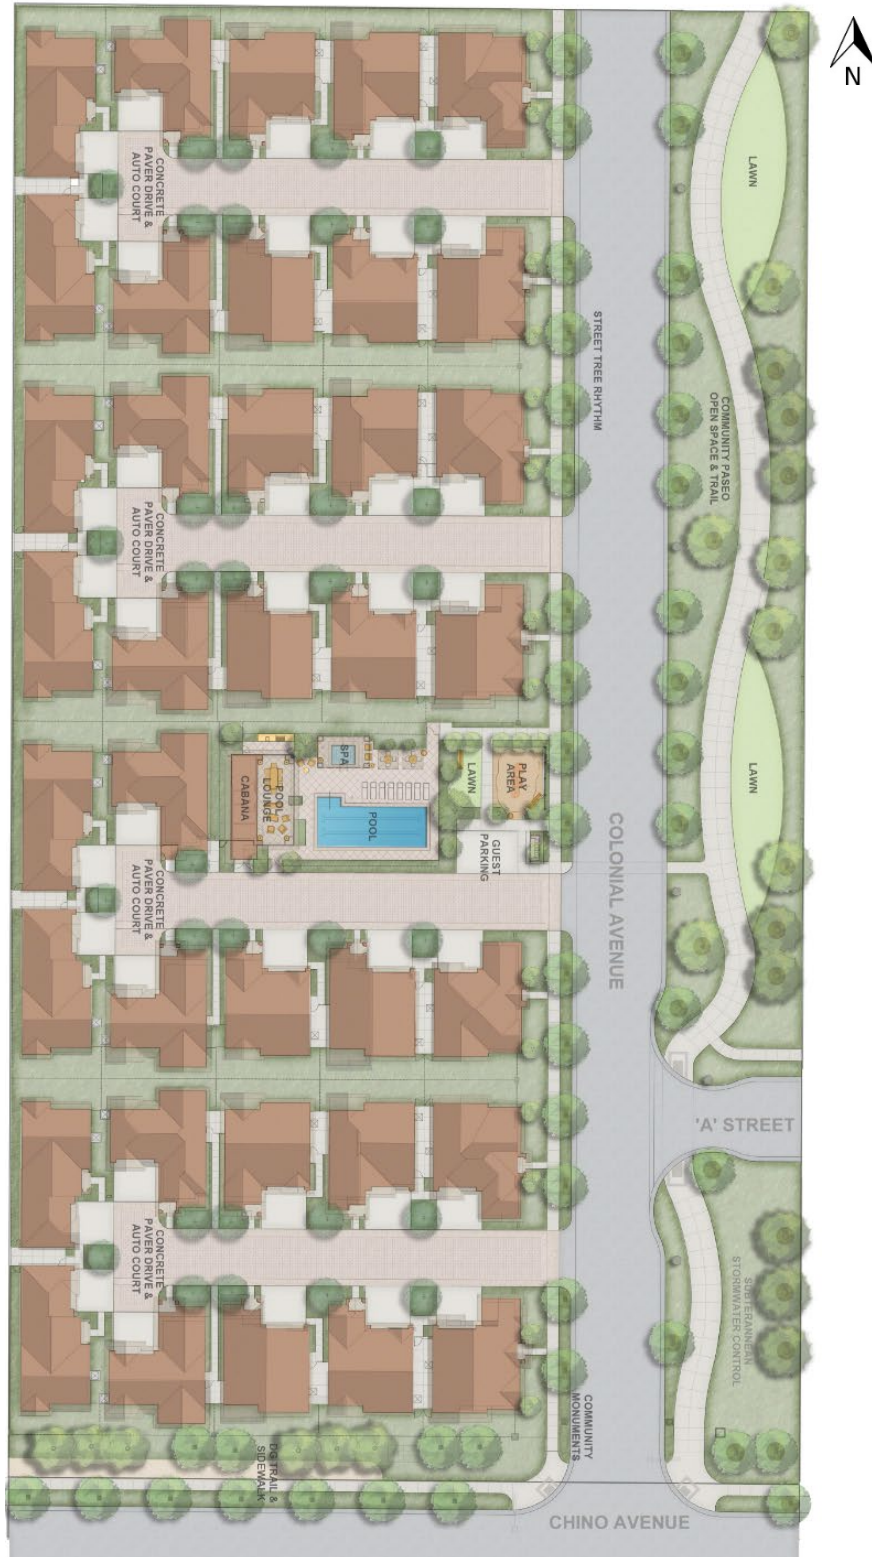 N
CONCRETE
PAVER DRIVE &
AUTO COURT
LAWN
STREET TREE RHYTHM
COMMUNITY PASEO
OPEN SPACE & TRAIL
CONCRETE
PAVER DRIVE &
AUTO COURT
SPA
POOL
LOUNGE
CABANA
POOL
LAWN
PLAY
AREA
GUEST
PARKING
LAWN
COLONIAL AVENUE
CONCRETE
PAVER DRIVE &
AUTO COURT
'A' STREET
CONCRETE
PAVER DRIVE &
AUTO COURT
SUBTERANNEAN
STORMWATER CONTROL
COMMUNITY
MONUMENTS
DG TRAIL &
SIDEWALK
CHINO AVENUE